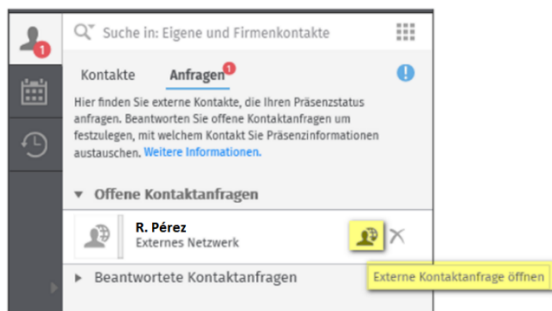 Suche in: Eigene und Firmenkontakte
1
Kontakte
Anfragen
1
Hier finden Sie externe Kontakte, die Ihren Präsenzstatus
anfragen. Beantworten Sie offene Kontaktanfragen um
festzulegen, mit welchem Kontakt Sie Präsenzinformationen
austauschen. Weitere Informationen.
Offene Kontaktanfragen
R. Pérez
Externes Netzwerk
Beantwortete Kontaktanfragen
Externe Kontaktanfrage öffnen